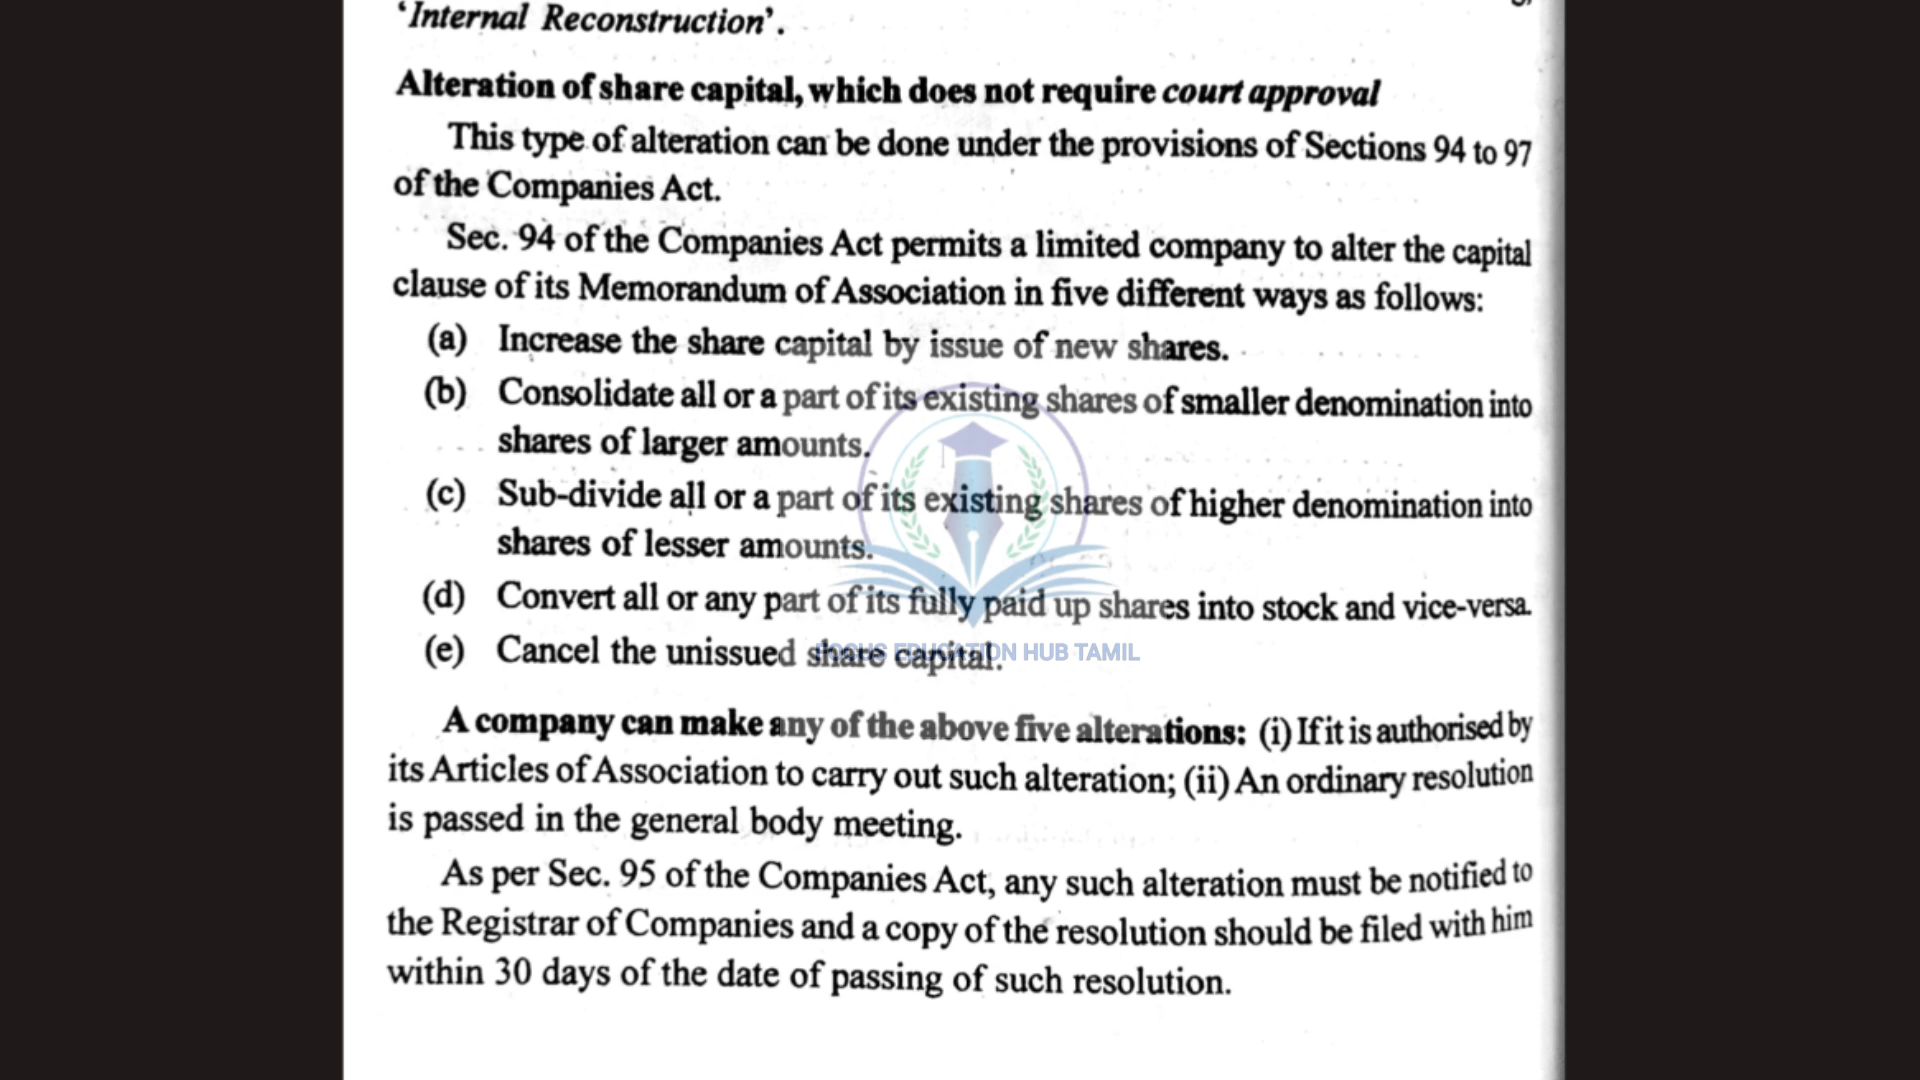 'Internal Reconstruction'.
Alteration of share capital, which does not require court approval
This type of alteration can be done under the provisions of Sections 94 to 97
of the Companies Act.
Sec. 94 of the Companies Act permits a limited company to alter the capital
clause of its Memorandum of Association in five different ways as follows:
(a) Increase the share capital by issue of new shares.
(b) Consolidate all or a part of its existing shares of smaller denomination into
shares of larger amounts.
(c) Sub-divide all or a part of its existing shares of higher denomination into
shares of lesser amounts.
(d) Convert all or any part of its fully paid up shares into stock and vice-versa.
(e) Cancel the unissued share capital.
FOCUS EDUCATION HUB TAMIL
A company can make any of the above five alterations: (i) If it is authorised by
its Articles of Association to carry out such alteration; (ii) An ordinary resolution
is passed in the general body meeting.
As per Sec. 95 of the Companies Act, any such alteration must be notified to
the Registrar of Companies and a copy of the resolution should be filed with him
within 30 days of the date of passing of such resolution.